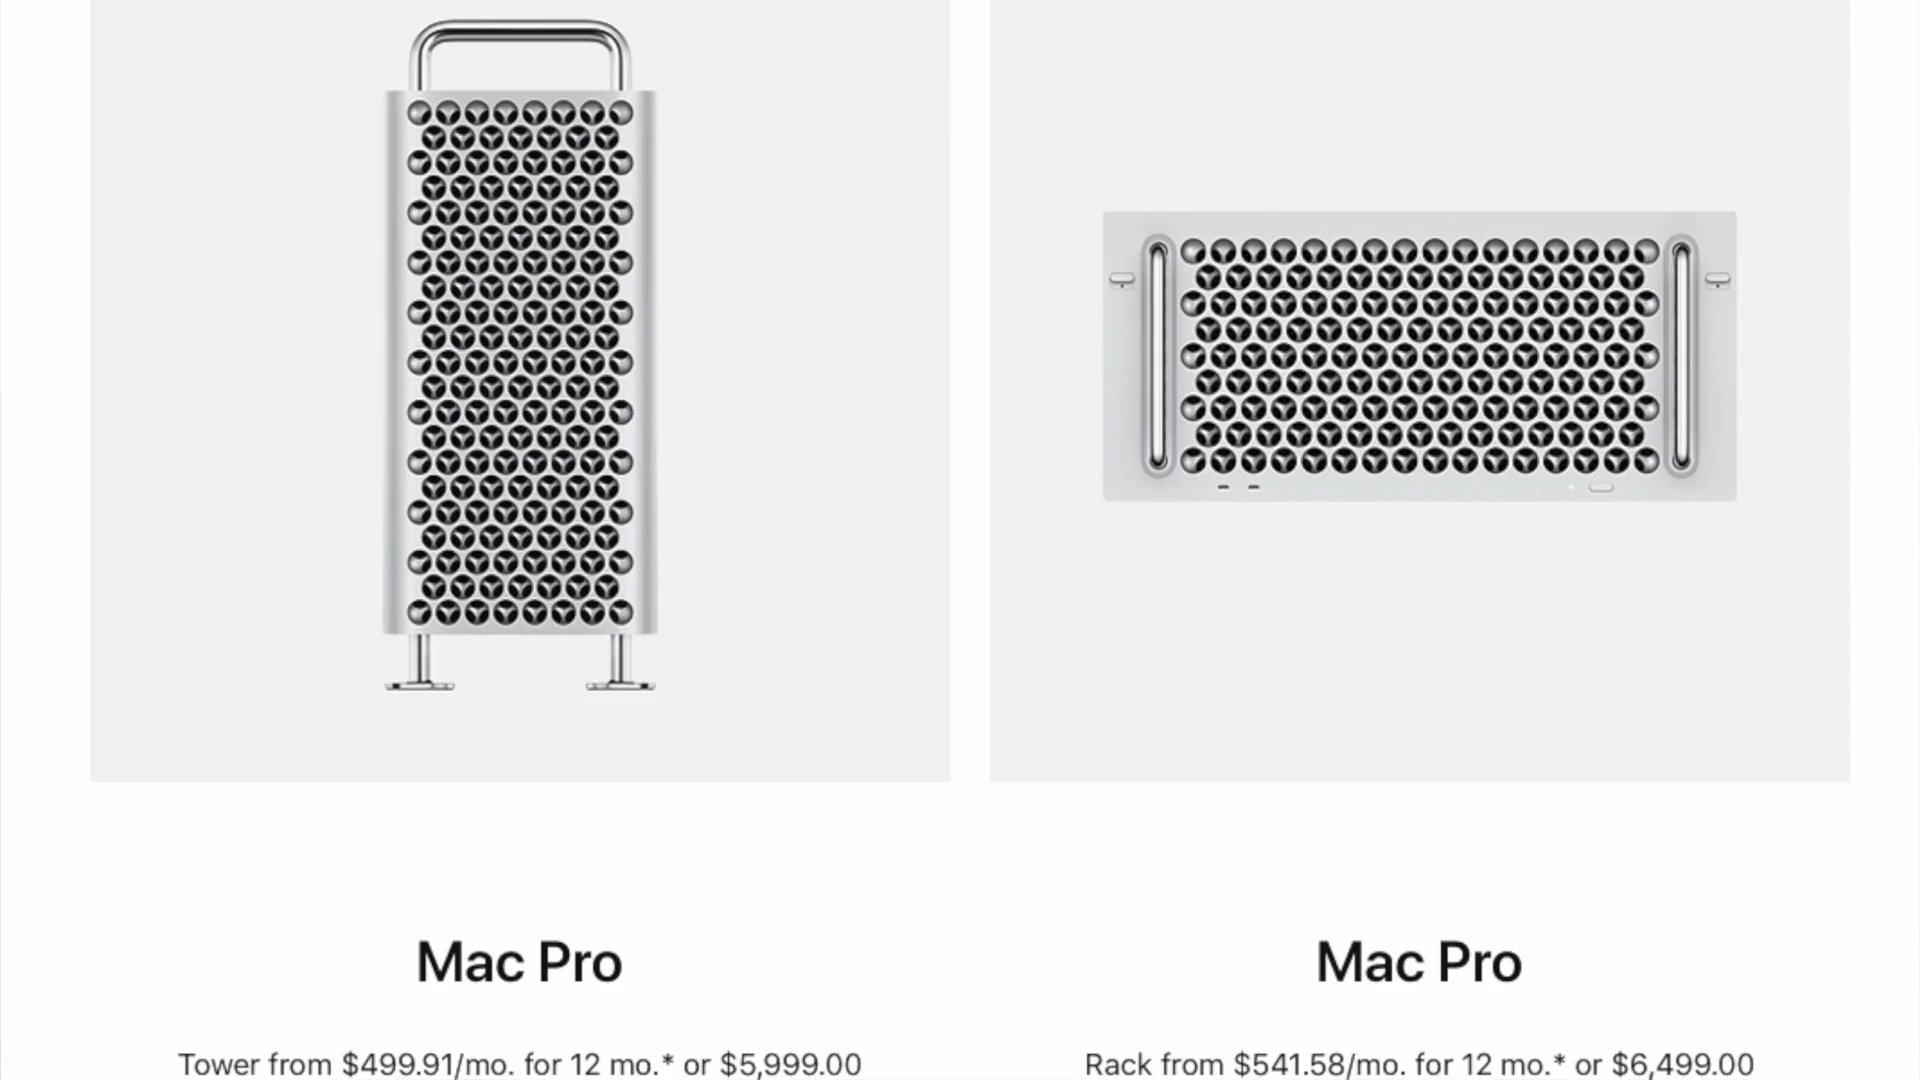 Mac Pro
Tower from $499.91/mo. for 12 mo.* or $5,999.00
Mac Pro
Rack from $541.58/mo. for 12 mo.* or $6,499.00